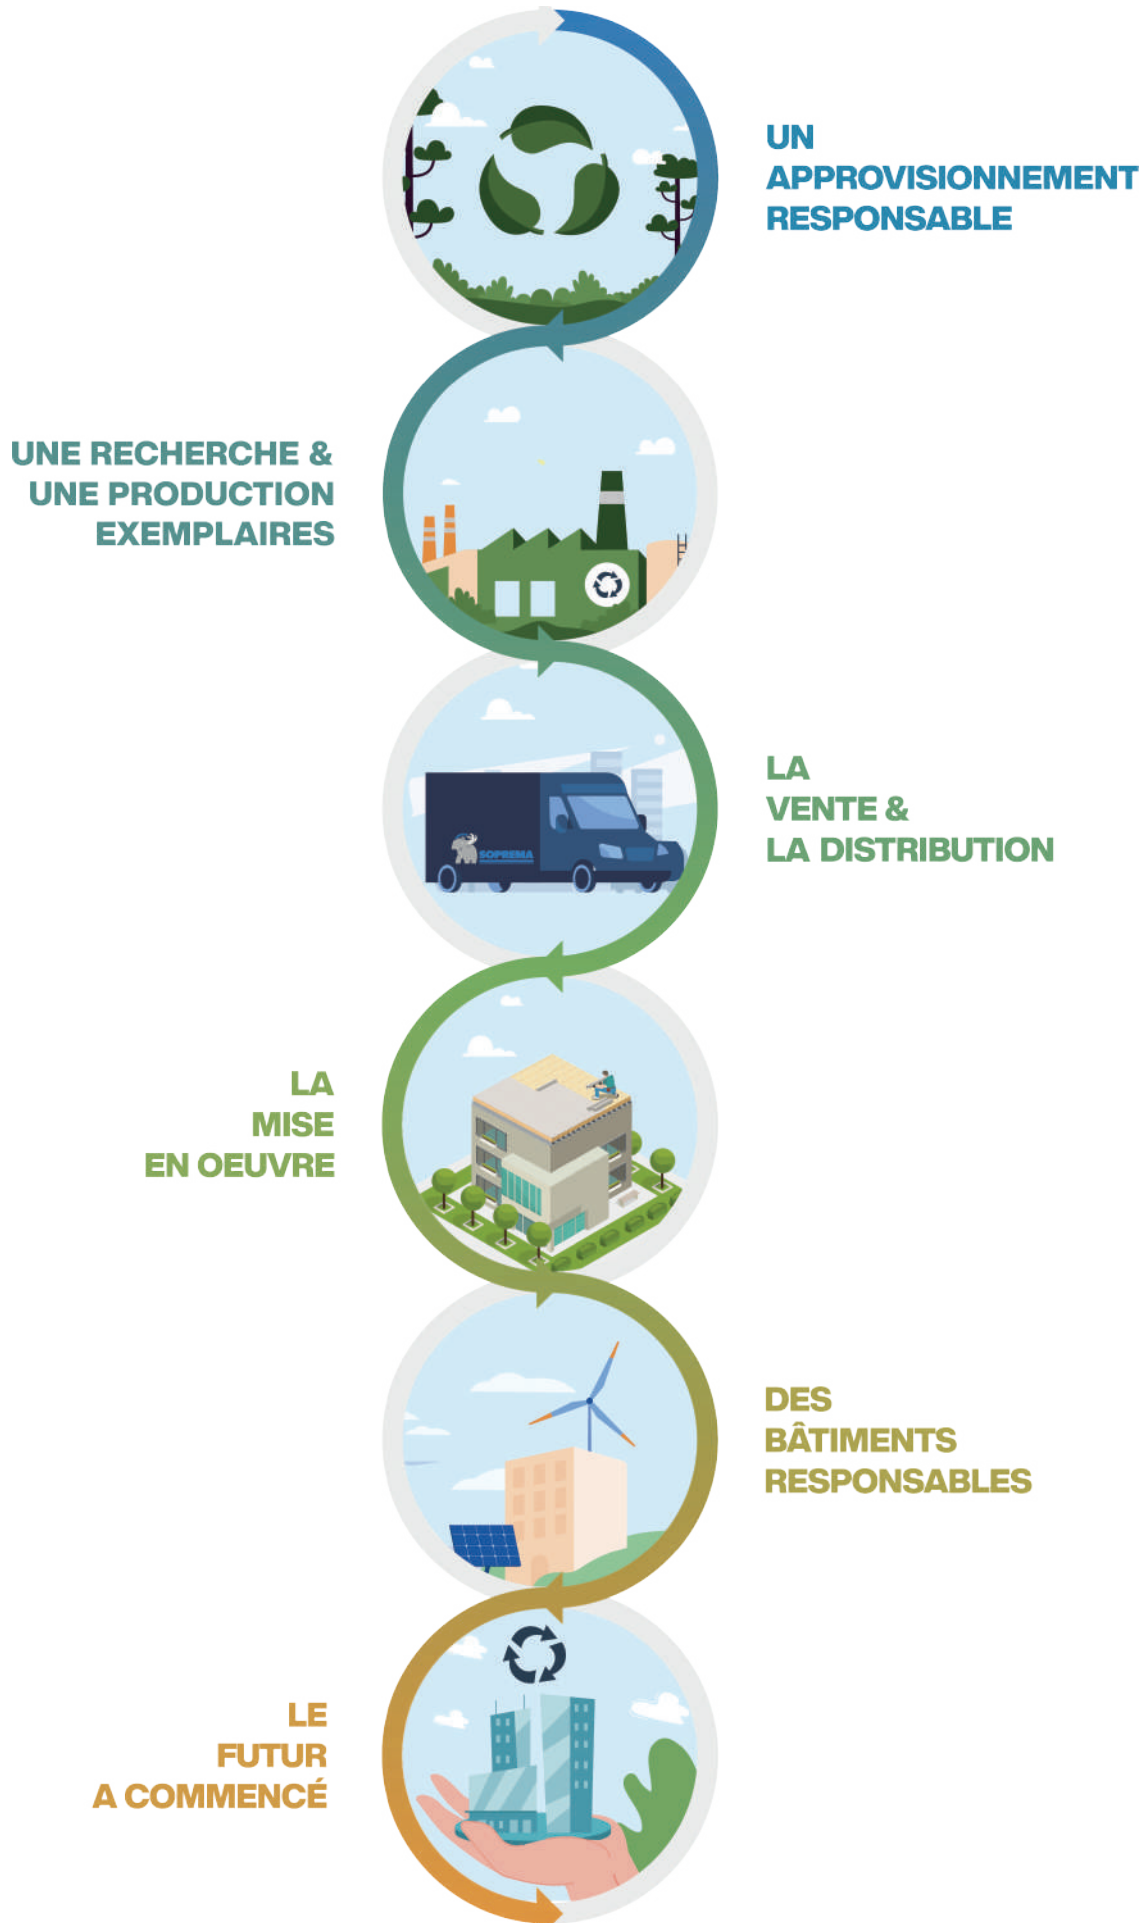 UN
APPROVISIONNEMENT
RESPONSABLE
UNE RECHERCHE &
UNE PRODUCTION
EXEMPLAIRES
LA
VENTE &
LA DISTRIBUTION
SOPREMA
LA
MISE
EN OEUVRE
DES
BÂTIMENTS
RESPONSABLES
LE
FUTUR
A COMMENCÉ